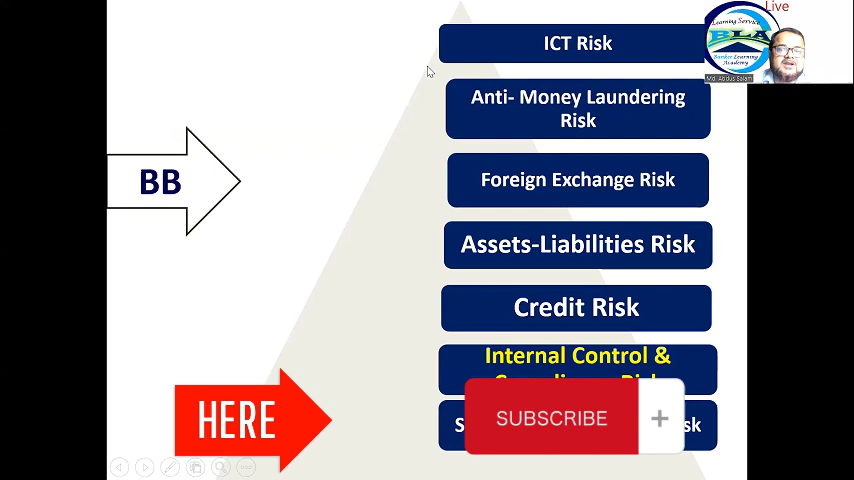 Live
Learning Service
BLA
Banker Learning
Academy
Md. Abdus Salam
ICT Risk
Anti- Money Laundering
Risk
Foreign Exchange Risk
BB
Assets-Liabilities Risk
Credit Risk
Internal Control &
HERE
SUBSCRIBE
+